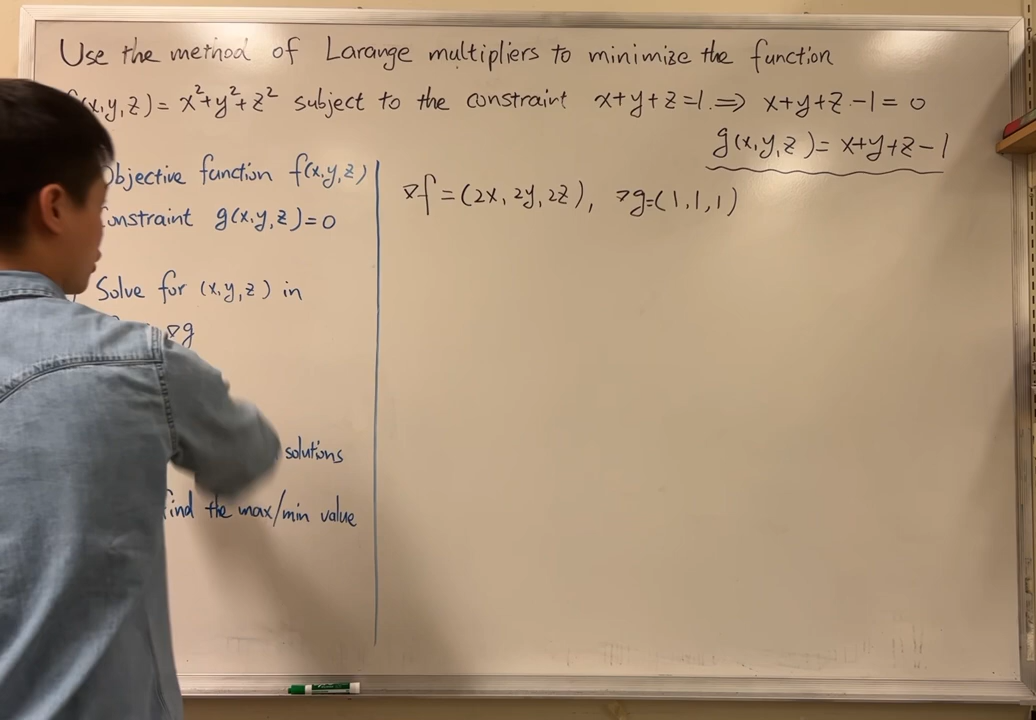 Use the method of Larange multipliers to minimize the function
(x,y,z) = x²+y²+z² subject to the constraint x+y+z=1. ⇒ x+y+z-1=0
g(x,y,z)= x+y+z-1
Objective function f(x,y,z)
Constraint g(x,y,z)=0
Solve for (x,y,z) in
∇g
solutions
find the max/min value
∇f = (2x, 2y, 2z), ∇g=(1,1,1)